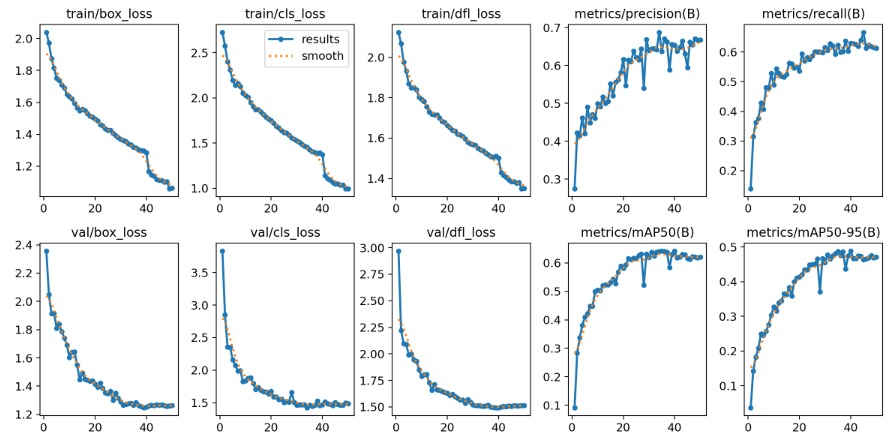 train/box_loss
2.0
1.8
1.6
1.4
1.2
0 20 40
train/cls_loss
results
smooth
2.5
2.0
1.5
1.0
0 20 40
train/dfl_loss
2.0
1.8
1.6
1.4
0 20 40
metrics/precision(B)
0.7
0.6
0.5
0.4
0.3
0 20 40
metrics/recall(B)
0.6
0.5
0.4
0.3
0.2
0 20 40
val/box_loss
2.4
2.2
2.0
1.8
1.6
1.4
1.2
0 20 40
val/cls_loss
3.5
3.0
2.5
2.0
1.5
0 20 40
val/dfl_loss
3.00
2.75
2.50
2.25
2.00
1.75
1.50
0 20 40
metrics/mAP50(B)
0.6
0.5
0.4
0.3
0.2
0.1
0 20 40
metrics/mAP50-95(B)
0.5
0.4
0.3
0.2
0.1
0 20 40